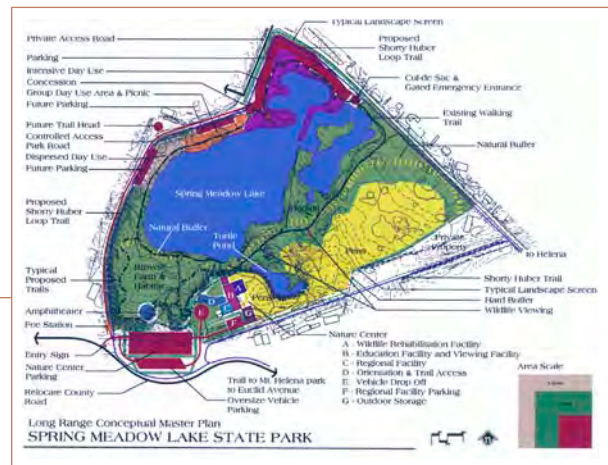 Typical Landscape Screen
Private Access Road
Proposed
Shorty Huber
Loop Trail
Parking
Intensive Day Use
Concession
Group Day Use Area & Picnic
Future Parking
Cul-de Sac &
Gated Emergency Entrance
Existing Walking
Trail
Future Trail Head
Controlled Access
Park Road
Dispersed Day Use
Future Parking
Natural Buffer
Spring Meadow Lake
Proposed
Shorty Huber
Loop Trail
Natural Buffer
Turtle
Pond
Pens
Private
Property
to Helena
Typical
Proposed
Trails
Shorty Huber Trail
Typical Landscape Screen
Hard Buffer
Wildlife Viewing
Pens
Amphitheater
Fee Station
Entry Sign
Nature Center
Parking
Relocare County
Road
Nature Center
A - Wildlife Rehabilitation Facility
B - Education Facility and Viewing Facility
C - Regional Facility
D - Orientation & Trail Access
E - Vehicle Drop Off
F - Regional Facility Parking
G - Outdoor Storage
A
B
C
D
E
F
G
Trail to Mt. Helena park
to Euclid Avenue
Oversize Vehicle
Parking
Area Scale
Long Range Conceptual Master Plan
SPRING MEADOW LAKE STATE PARK